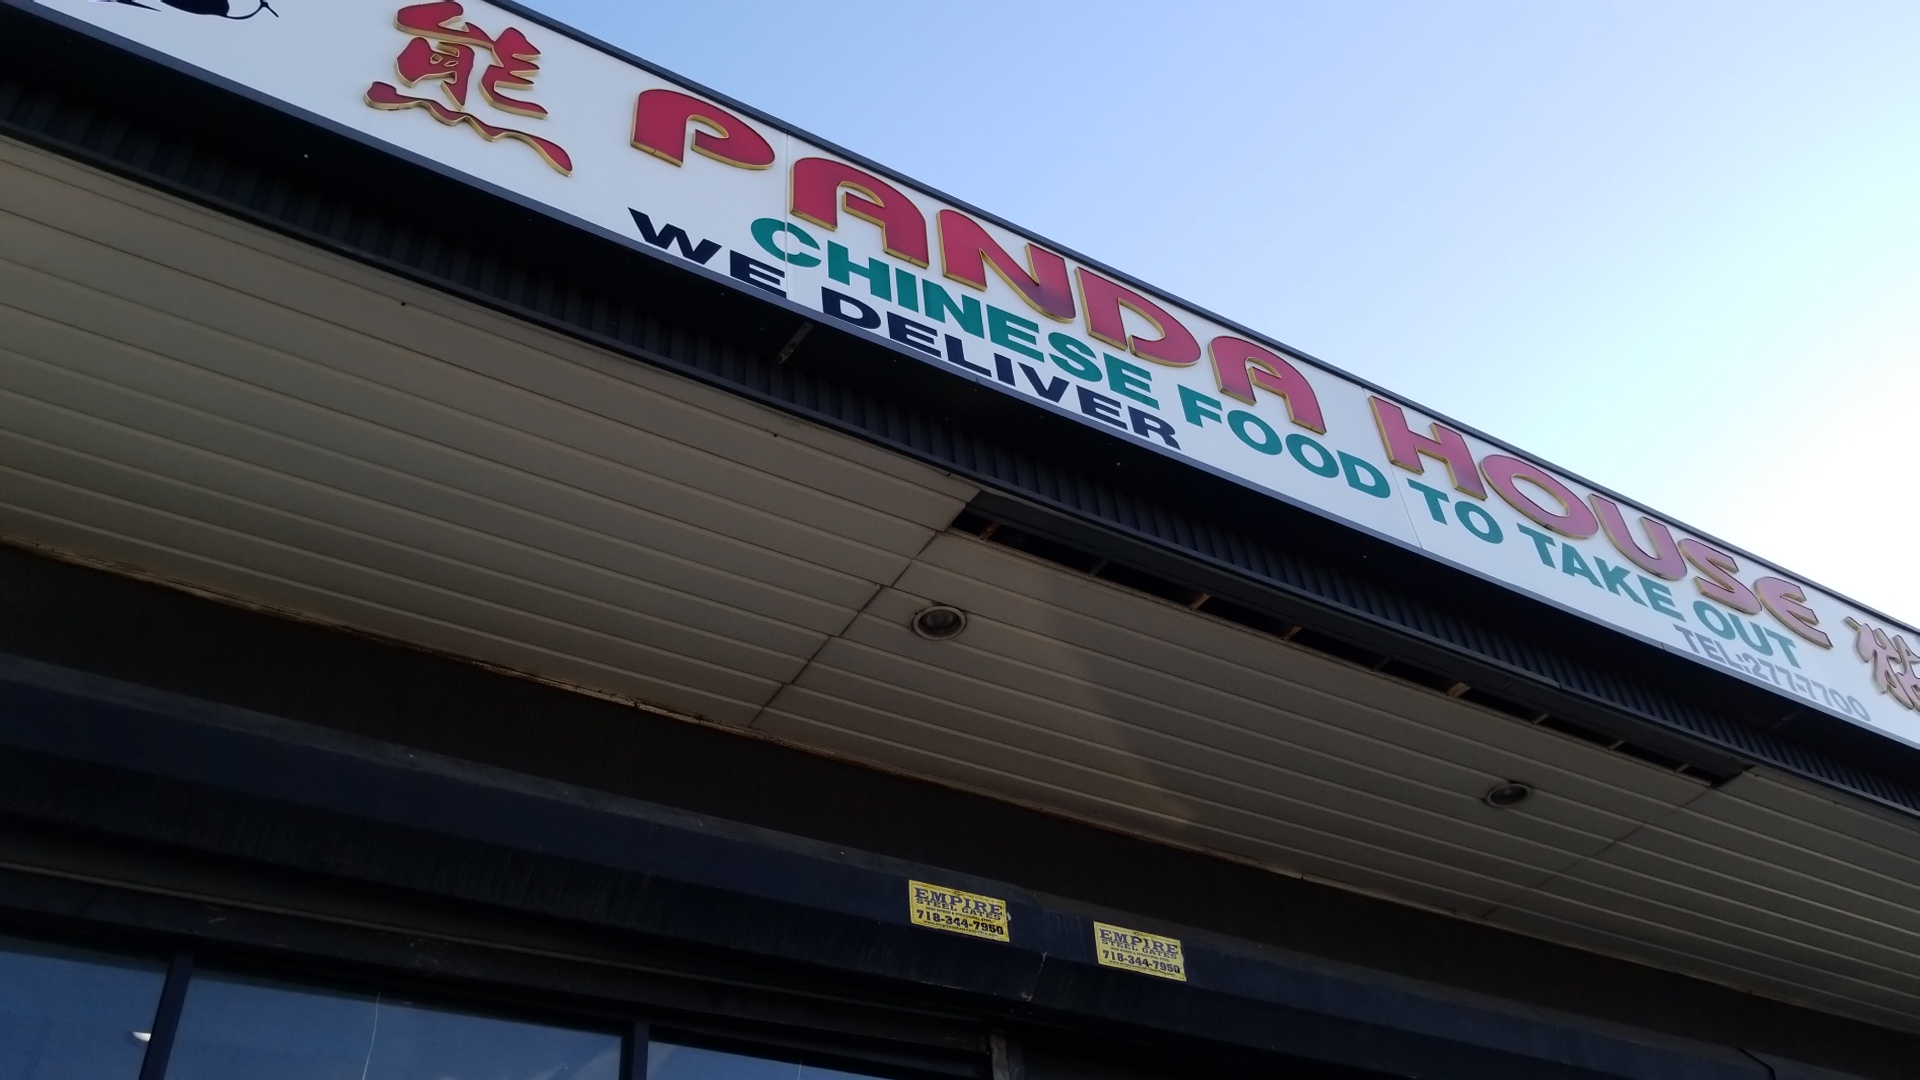 熊 PANDA HOUSE
CHINESE FOOD TO TAKE OUT
WE DELIVER
TEL:277-7700
EMPIRE
STEEL GATES
718-344-7950
EMPIRE
STEEL GATES
718-344-7950